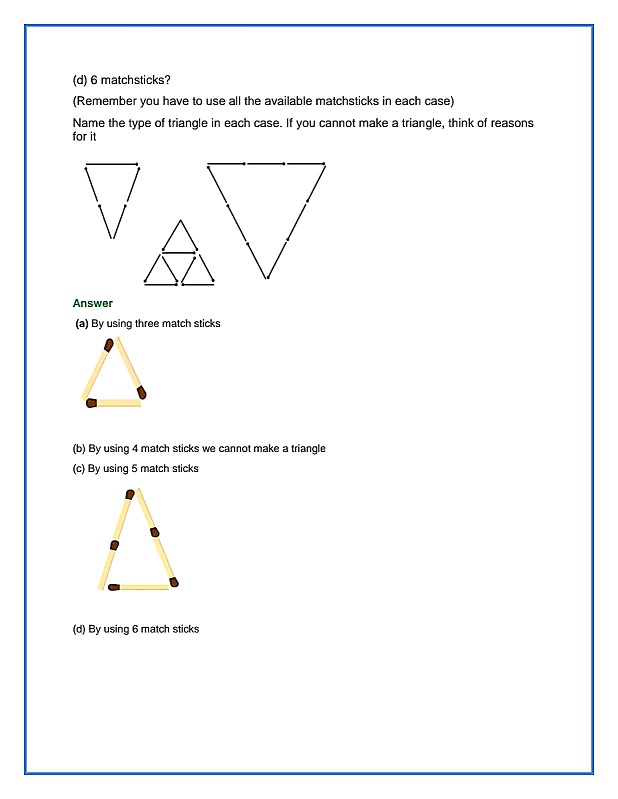 (d) 6 matchsticks?
(Remember you have to use all the available matchsticks in each case)
Name the type of triangle in each case. If you cannot make a triangle, think of reasons
for it
Answer
(a) By using three match sticks
(b) By using 4 match sticks we cannot make a triangle
(c) By using 5 match sticks
(d) By using 6 match sticks